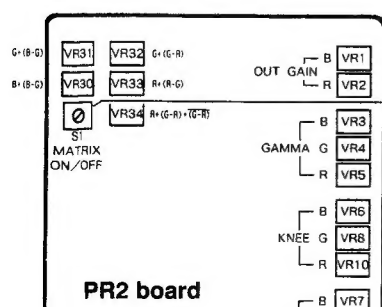 G+(B-G) VR31 VR32 G+(G-R)
B+(B-G) VR30 VR33 R+(R-G)
VR34 R+(G-R)+(G-R)
S1
MATRIX
ON/OFF
OUT GAIN B VR1
R VR2
B VR3
GAMMA G VR4
R VR5
B VR6
KNEE G VR8
R VR10
PR2 board
B VR7